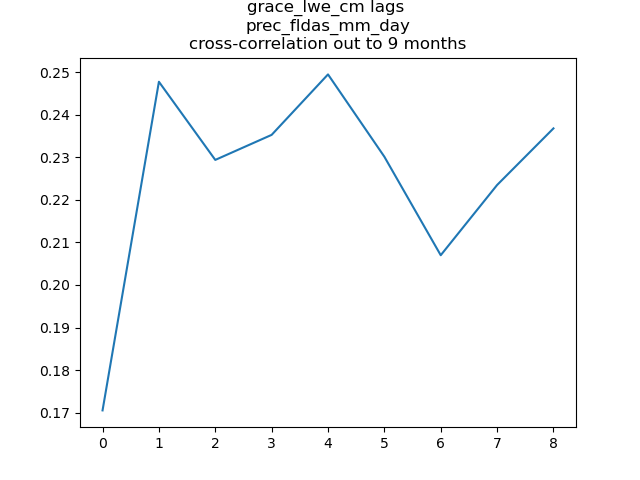 grace_lwe_cm lags
prec_fldas_mm_day
cross-correlation out to 9 months
0.25
0.24
0.23
0.22
0.21
0.20
0.19
0.18
0.17
0 1 2 3 4 5 6 7 8